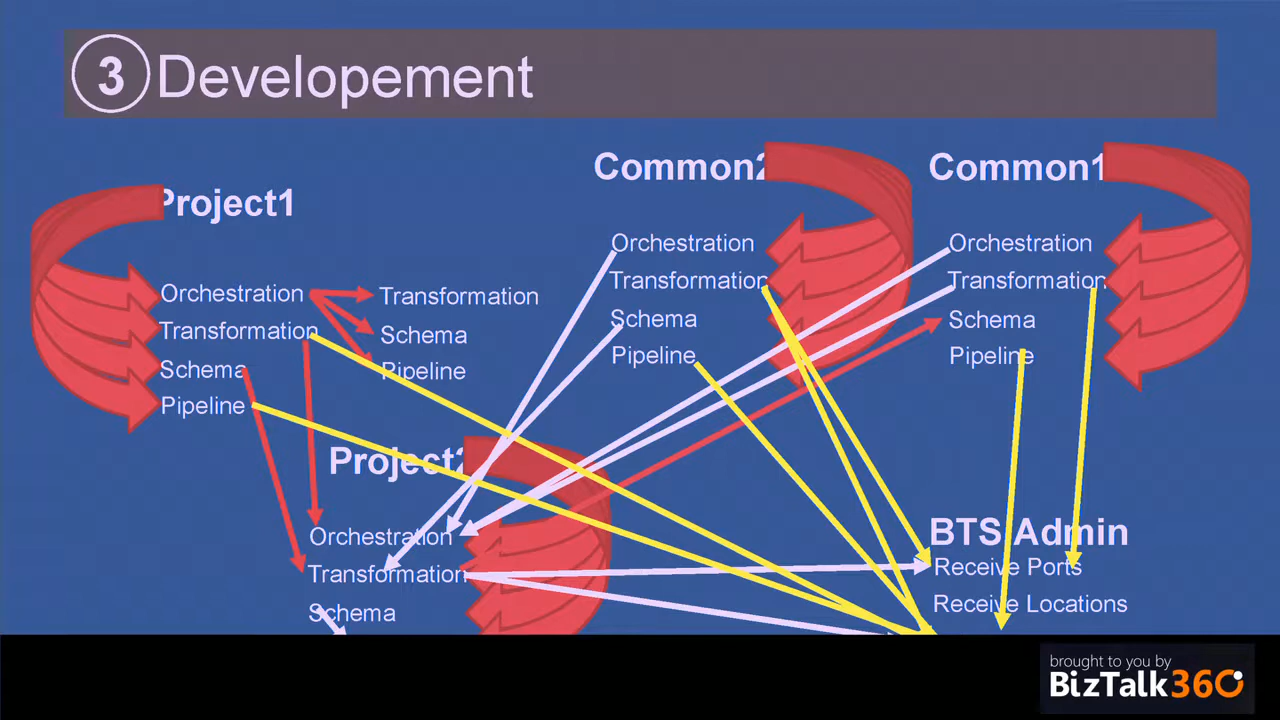 3 Developement
Project1
Orchestration
Transformation
Schema
Pipeline
Transformation
Schema
Pipeline
Common2
Orchestration
Transformation
Schema
Pipeline
Common1
Orchestration
Transformation
Schema
Pipeline
Project2
Orchestration
Transformation
Schema
BTS Admin
Receive Ports
Receive Locations
brought to you by
BizTalk360